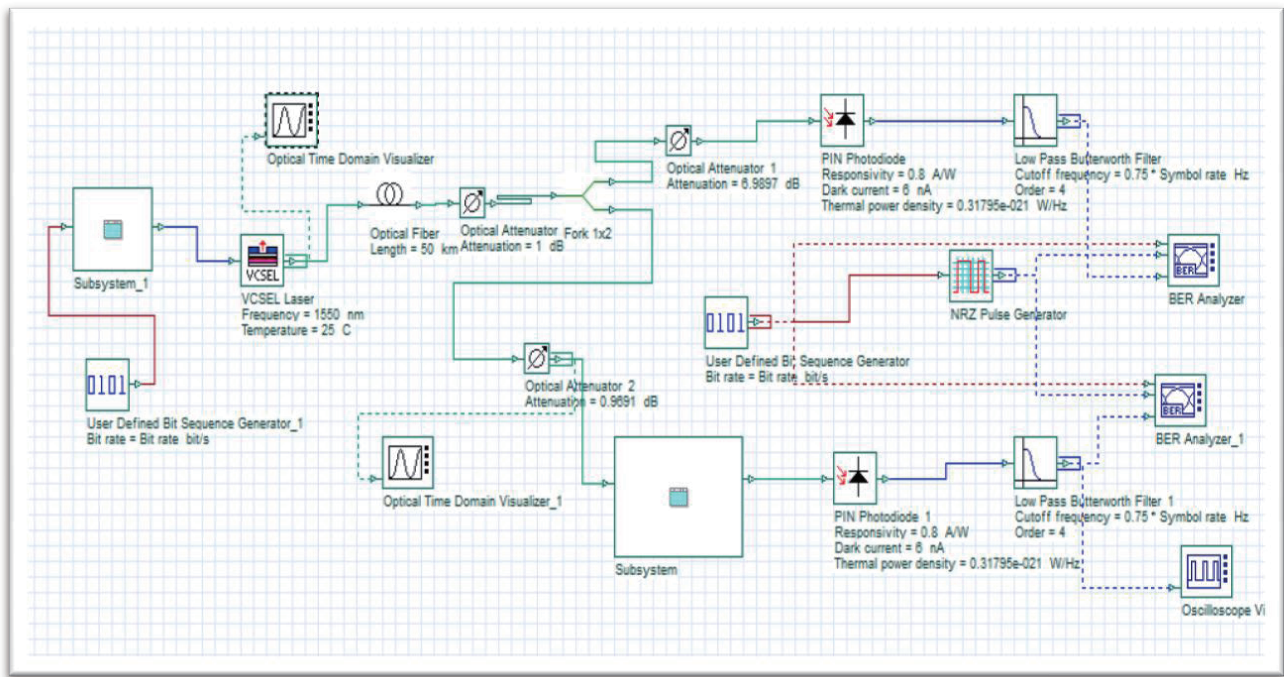 Optical Time Domain Visualizer
Subsystem_1
VCSEL
VCSEL Laser
Frequency = 1550 nm
Temperature = 25 C
0101
User Defined Bit Sequence Generator_1
Bit rate = Bit rate bit/s
Optical Fiber
Length = 50 km
Optical Attenuator
Attenuation = 1 dB
Fork 1x2
Optical Attenuator 1
Attenuation = 6.9897 dB
PIN Photodiode
Responsivity = 0.8 A/W
Dark current = 6 nA
Thermal power density = 0.31795e-021 W/Hz
Low Pass Butterworth Filter
Cutoff frequency = 0.75 * Symbol rate Hz
Order = 4
BER
BER Analyzer
NRZ Pulse Generator
0101
User Defined Bit Sequence Generator
Bit rate = Bit rate bit/s
Optical Attenuator 2
Attenuation = 0.9691 dB
Optical Time Domain Visualizer_1
Subsystem
BER
BER Analyzer_1
PIN Photodiode 1
Responsivity = 0.8 A/W
Dark current = 6 nA
Thermal power density = 0.31795e-021 W/Hz
Low Pass Butterworth Filter 1
Cutoff frequency = 0.75 * Symbol rate Hz
Order = 4
Oscilloscope Vi